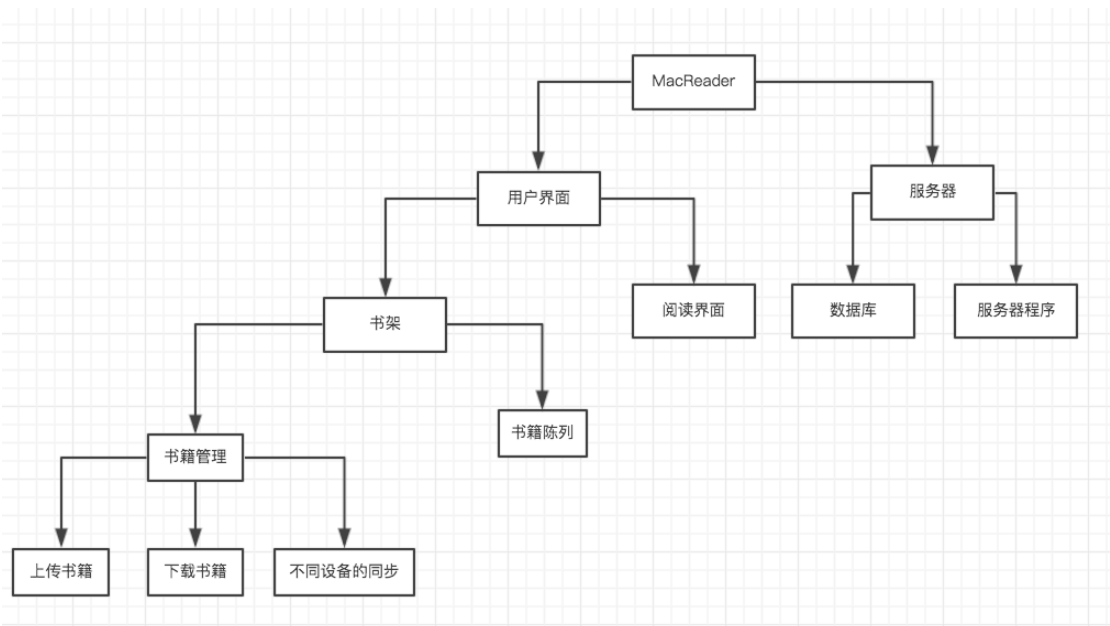 MacReader
用户界面
服务器
书架
阅读界面
数据库
服务器程序
书籍陈列
书籍管理
上传书籍
下载书籍
不同设备的同步